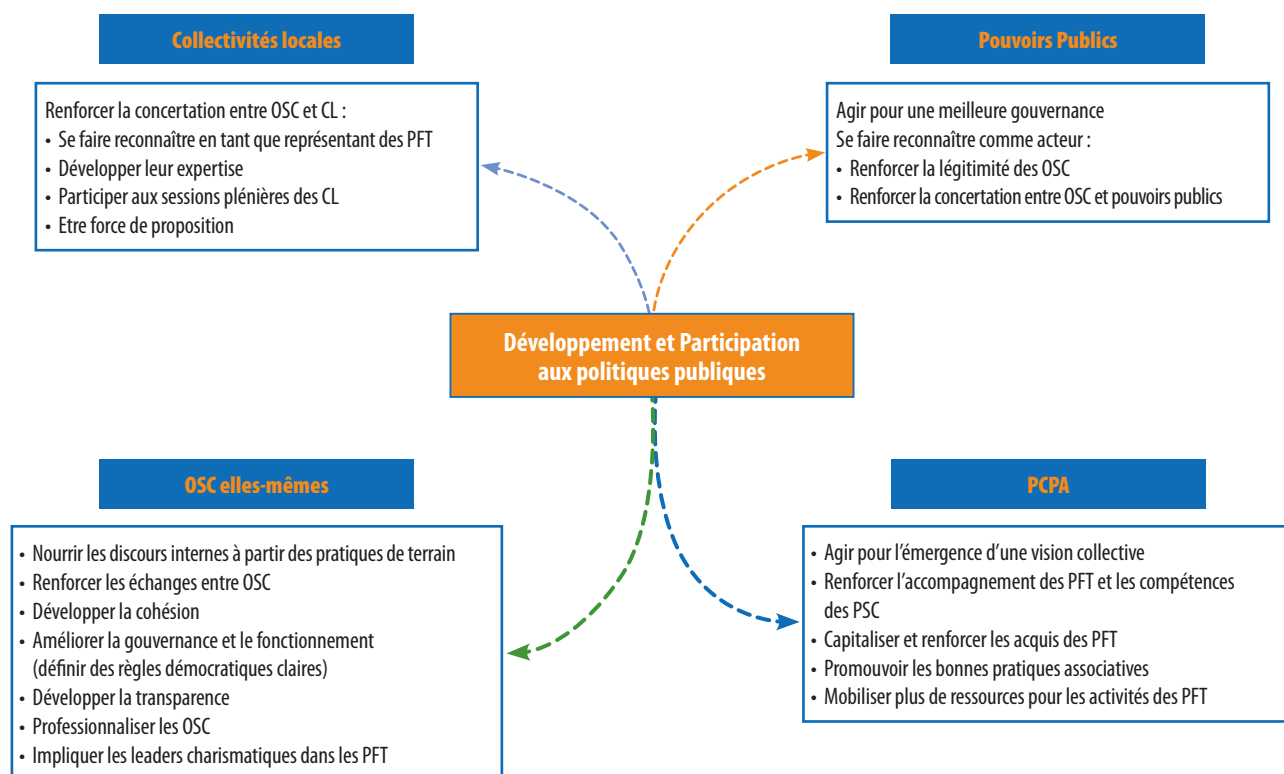 Collectivités locales
Renforcer la concertation entre OSC et CL :
• Se faire reconnaître en tant que représentant des PFT
• Développer leur expertise
• Participer aux sessions plénières des CL
• Etre force de proposition
Pouvoirs Publics
Agir pour une meilleure gouvernance
Se faire reconnaître comme acteur :
• Renforcer la légitimité des OSC
• Renforcer la concertation entre OSC et pouvoirs publics
Développement et Participation
aux politiques publiques
OSC elles-mêmes
• Nourrir les discours internes à partir des pratiques de terrain
• Renforcer les échanges entre OSC
• Développer la cohésion
• Améliorer la gouvernance et le fonctionnement
(définir des règles démocratiques claires)
• Développer la transparence
• Professionnaliser les OSC
• Impliquer les leaders charismatiques dans les PFT
PCPA
• Agir pour l'émergence d'une vision collective
• Renforcer l'accompagnement des PFT et les compétences
des PSC
• Capitaliser et renforcer les acquis des PFT
• Promouvoir les bonnes pratiques associatives
• Mobiliser plus de ressources pour les activités des PFT